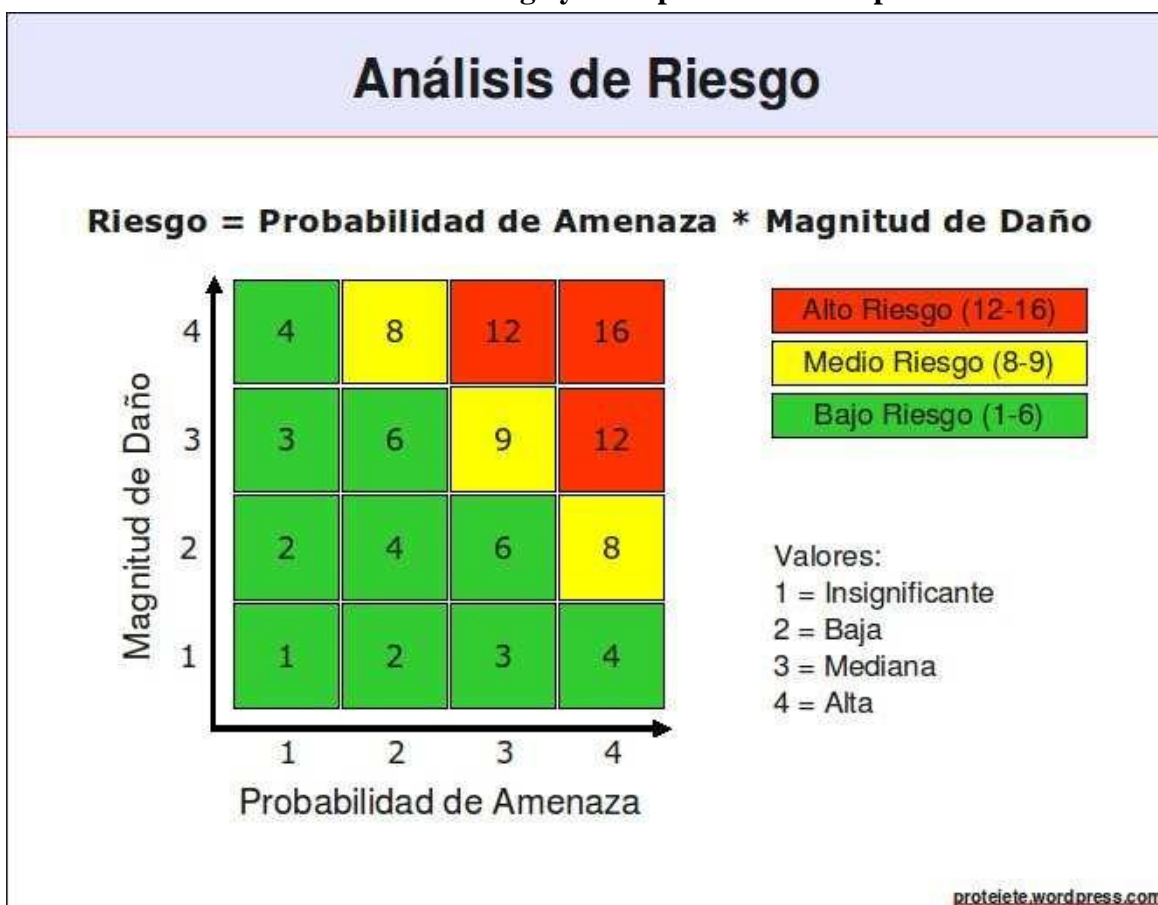 Análisis de Riesgo
Riesgo = Probabilidad de Amenaza * Magnitud de Daño
4 4 8 12 16
3 3 6 9 12
2 2 4 6 8
1 1 2 3 4
1 2 3 4
Magnitud de Daño
Probabilidad de Amenaza
Alto Riesgo (12-16)
Medio Riesgo (8-9)
Bajo Riesgo (1-6)
Valores:
1 = Insignificante
2 = Baja
3 = Mediana
4 = Alta
protejete.wordpress.com